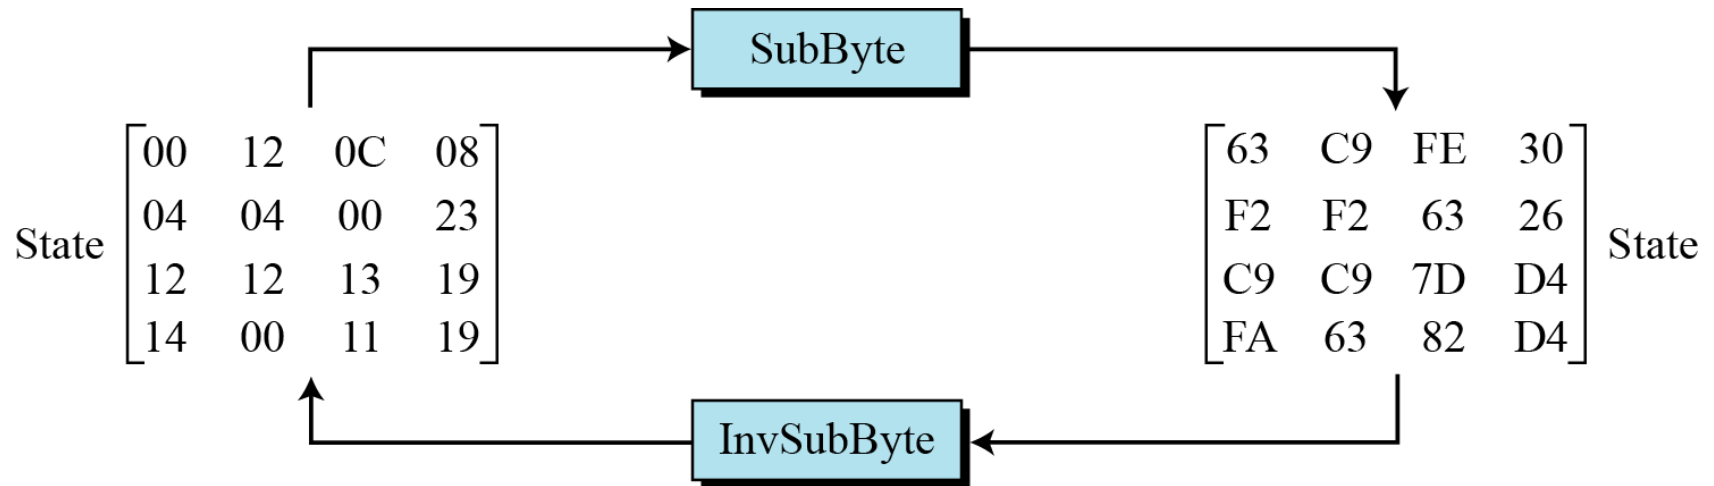 SubByte
00 12 0C 08
04 04 00 23
12 12 13 19
14 00 11 19
State
63 C9 FE 30
F2 F2 63 26
C9 C9 7D D4
FA 63 82 D4
State
InvSubByte